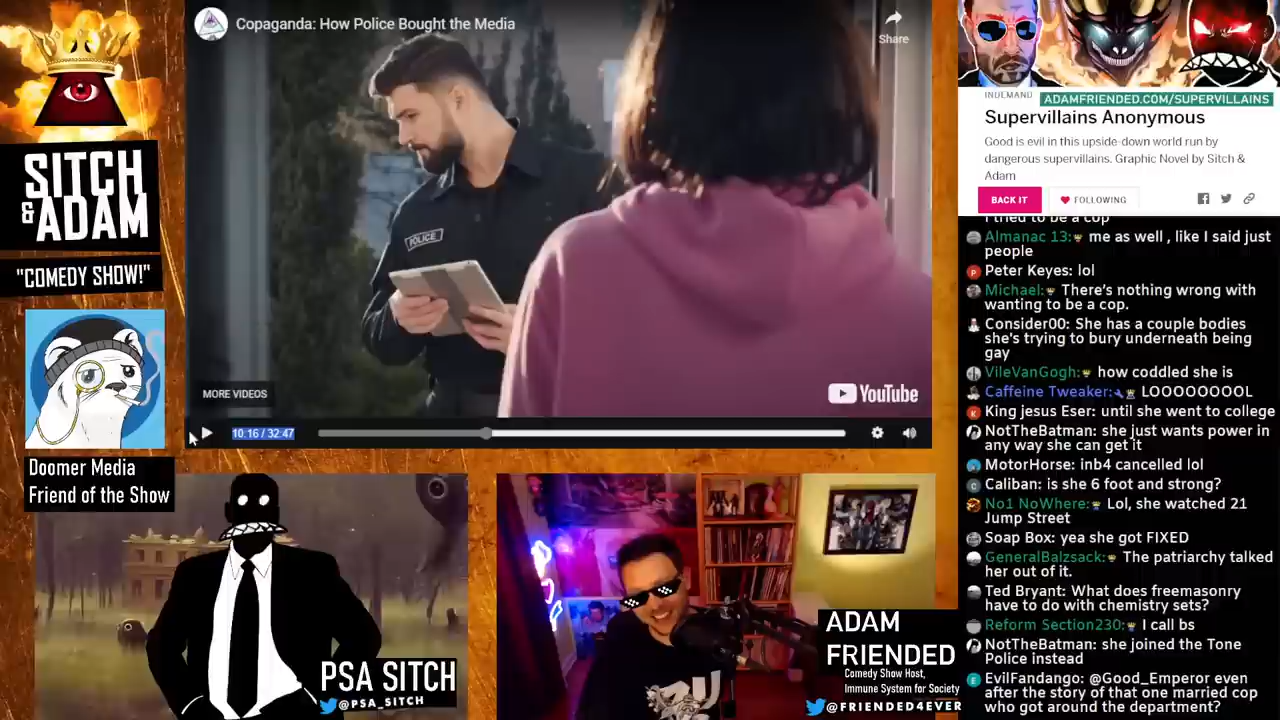 Copaganda: How Police Bought the Media
Share
POLICE
MORE VIDEOS
YouTube
10:16 / 32:47
SITCH
& ADAM
"COMEDY SHOW!"
Doomer Media
Friend of the Show
PSA SITCH
@PSA_SITCH
ADAM
FRIENDED
Comedy Show Host,
Immune System for Society
@FRIENDED4EVER
INDEMAND
ADAMFRIENDED.COM/SUPERVILLAINS
Supervillains Anonymous
Good is evil in this upside-down world run by
dangerous supervillains. Graphic Novel by Sitch &
Adam
BACK IT
FOLLOWING
I tried to be a cop
Almanac 13: me as well , like I said just
people
Peter Keyes: lol
Michael: There's nothing wrong with
wanting to be a cop.
Consider00: She has a couple bodies
she's trying to bury underneath being
gay
VileVanGogh: how coddled she is
Caffeine Tweaker: LOOOOOOOOL
King jesus Eser: until she went to college
NotTheBatman: she just wants power in
any way she can get it
MotorHorse: inb4 cancelled lol
Caliban: is she 6 foot and strong?
No1 NoWhere: Lol, she watched 21
Jump Street
Soap Box: yea she got FIXED
GeneralBalzsack: The patriarchy talked
her out of it.
Ted Bryant: What does freemasonry
have to do with chemistry sets?
Reform Section230: I call bs
NotTheBatman: she joined the Tone
Police instead
EvilFandango: @Good_Emperor even
after the story of that one married cop
who got around the department?